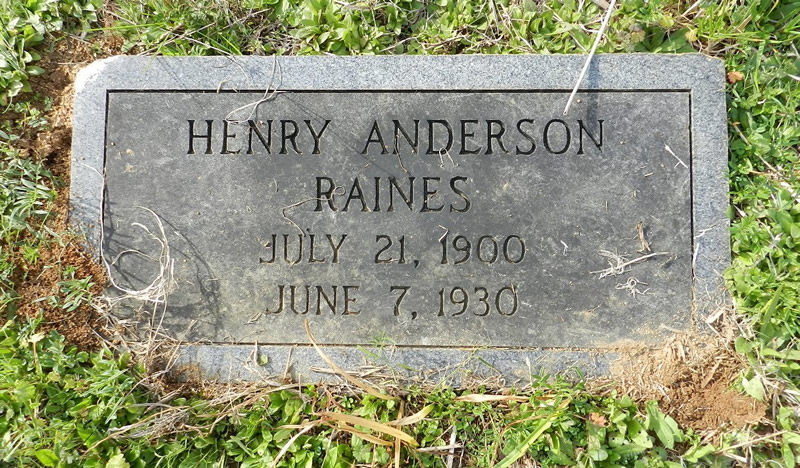 HENRY ANDERSON
RAINES
JULY 21, 1900
JUNE 7, 1930